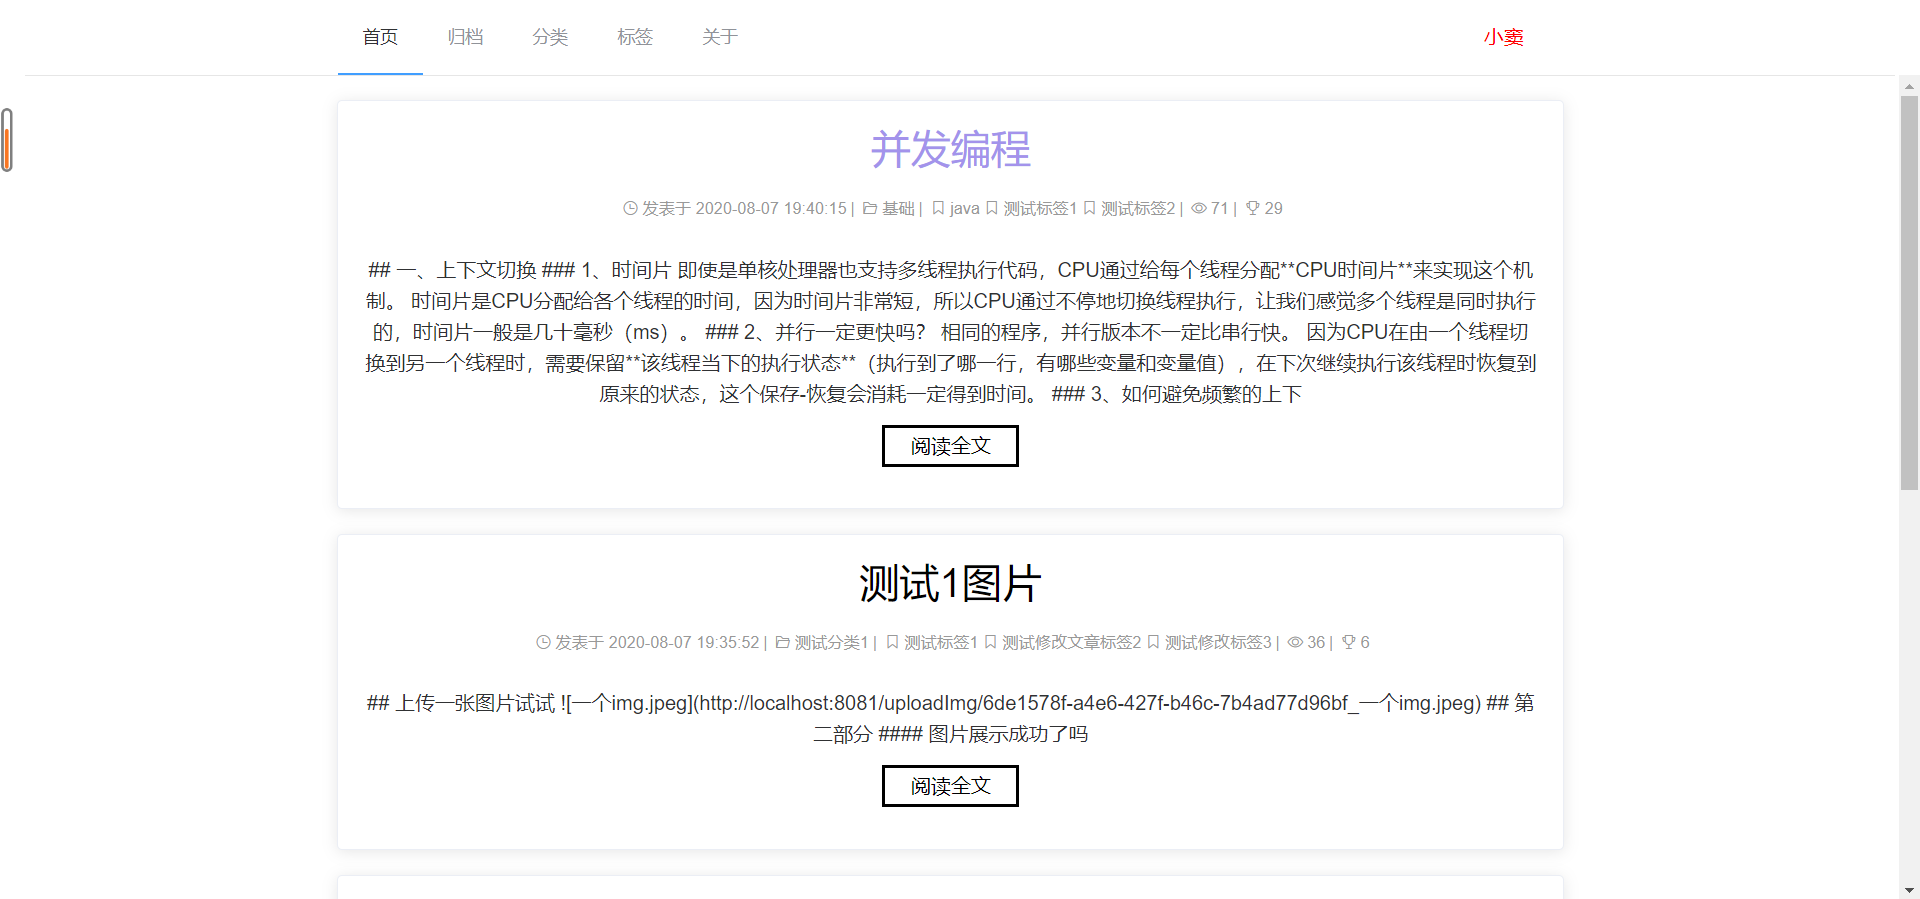 首页 归档 分类 标签 关于 小窦
并发编程
发表于 2020-08-07 19:40:15 | 基础 | java 测试标签1 测试标签2 | 71 | 29
## 一、上下文切换 ### 1、时间片 即使是单核处理器也支持多线程执行代码，CPU通过给每个线程分配**CPU时间片**来实现这个机
制。 时间片是CPU分配给各个线程的时间，因为时间片非常短，所以CPU通过不停地切换线程执行，让我们感觉多个线程是同时执行
的，时间片一般是几十毫秒（ms）。 ### 2、并行一定更快吗？ 相同的程序，并行版本不一定比串行快。 因为CPU在由一个线程切
换到另一个线程时，需要保留**该线程当下的执行状态**（执行到了哪一行，有哪些变量和变量值），在下次继续执行该线程时恢复到
原来的状态，这个保存-恢复会消耗一定得到时间。 ### 3、如何避免频繁的上下
阅读全文
测试1图片
发表于 2020-08-07 19:35:52 | 测试分类1 | 测试标签1 测试修改文章标签2 测试修改标签3 | 36 | 6
## 上传一张图片试试 ![一个img.jpeg](http://localhost:8081/uploadImg/6de1578f-a4e6-427f-b46c-7b4ad77d96bf_一个img.jpeg) ## 第
二部分 #### 图片展示成功了吗
阅读全文